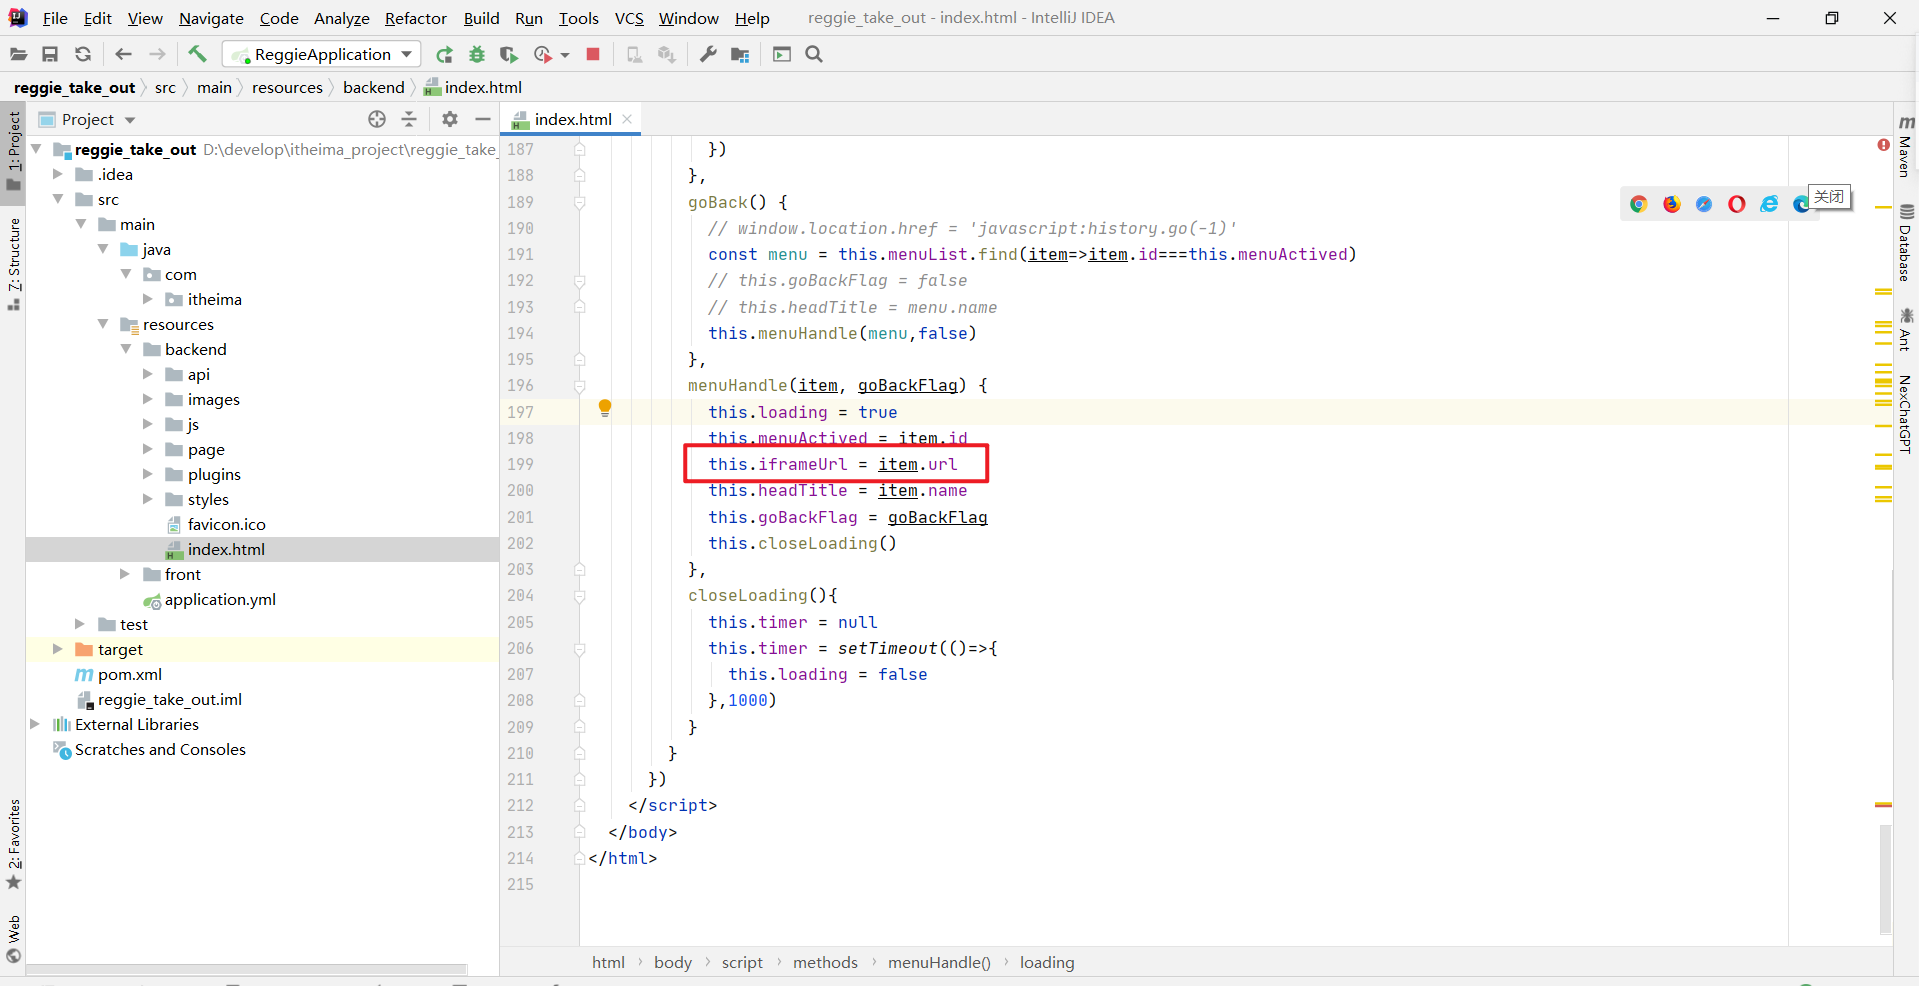 File Edit View Navigate Code Analyze Refactor Build Run Tools VCS Window Help reggie_take_out - index.html - IntelliJ IDEA
ReggieApplication
reggie_take_out src main resources backend index.html
Project
index.html
1: Project
7: Structure
2: Favorites
Web
reggie_take_out D:\develop\itheima_project\reggie_take_
.idea
src
main
java
com
itheima
resources
backend
api
images
js
page
plugins
styles
favicon.ico
index.html
front
application.yml
test
target
pom.xml
reggie_take_out.iml
External Libraries
Scratches and Consoles
187 })
188 },
189 goBack() {
190 // window.location.href = 'javascript:history.go(-1)'
191 const menu = this.menuList.find(item=>item.id===this.menuActived)
192 // this.goBackFlag = false
193 // this.headTitle = menu.name
194 this.menuHandle(menu,false)
195 },
196 menuHandle(item, goBackFlag) {
197 this.loading = true
198 this.menuActived = item.id
199 this.iframeUrl = item.url
200 this.headTitle = item.name
201 this.goBackFlag = goBackFlag
202 this.closeLoading()
203 },
204 closeLoading(){
205 this.timer = null
206 this.timer = setTimeout(()=>{
207 this.loading = false
208 },1000)
209 }
210 }
211 })
212 </script>
213 </body>
214 </html>
215
关闭
html body script methods menuHandle() loading
Maven
Database
Ant
NexChatGPT